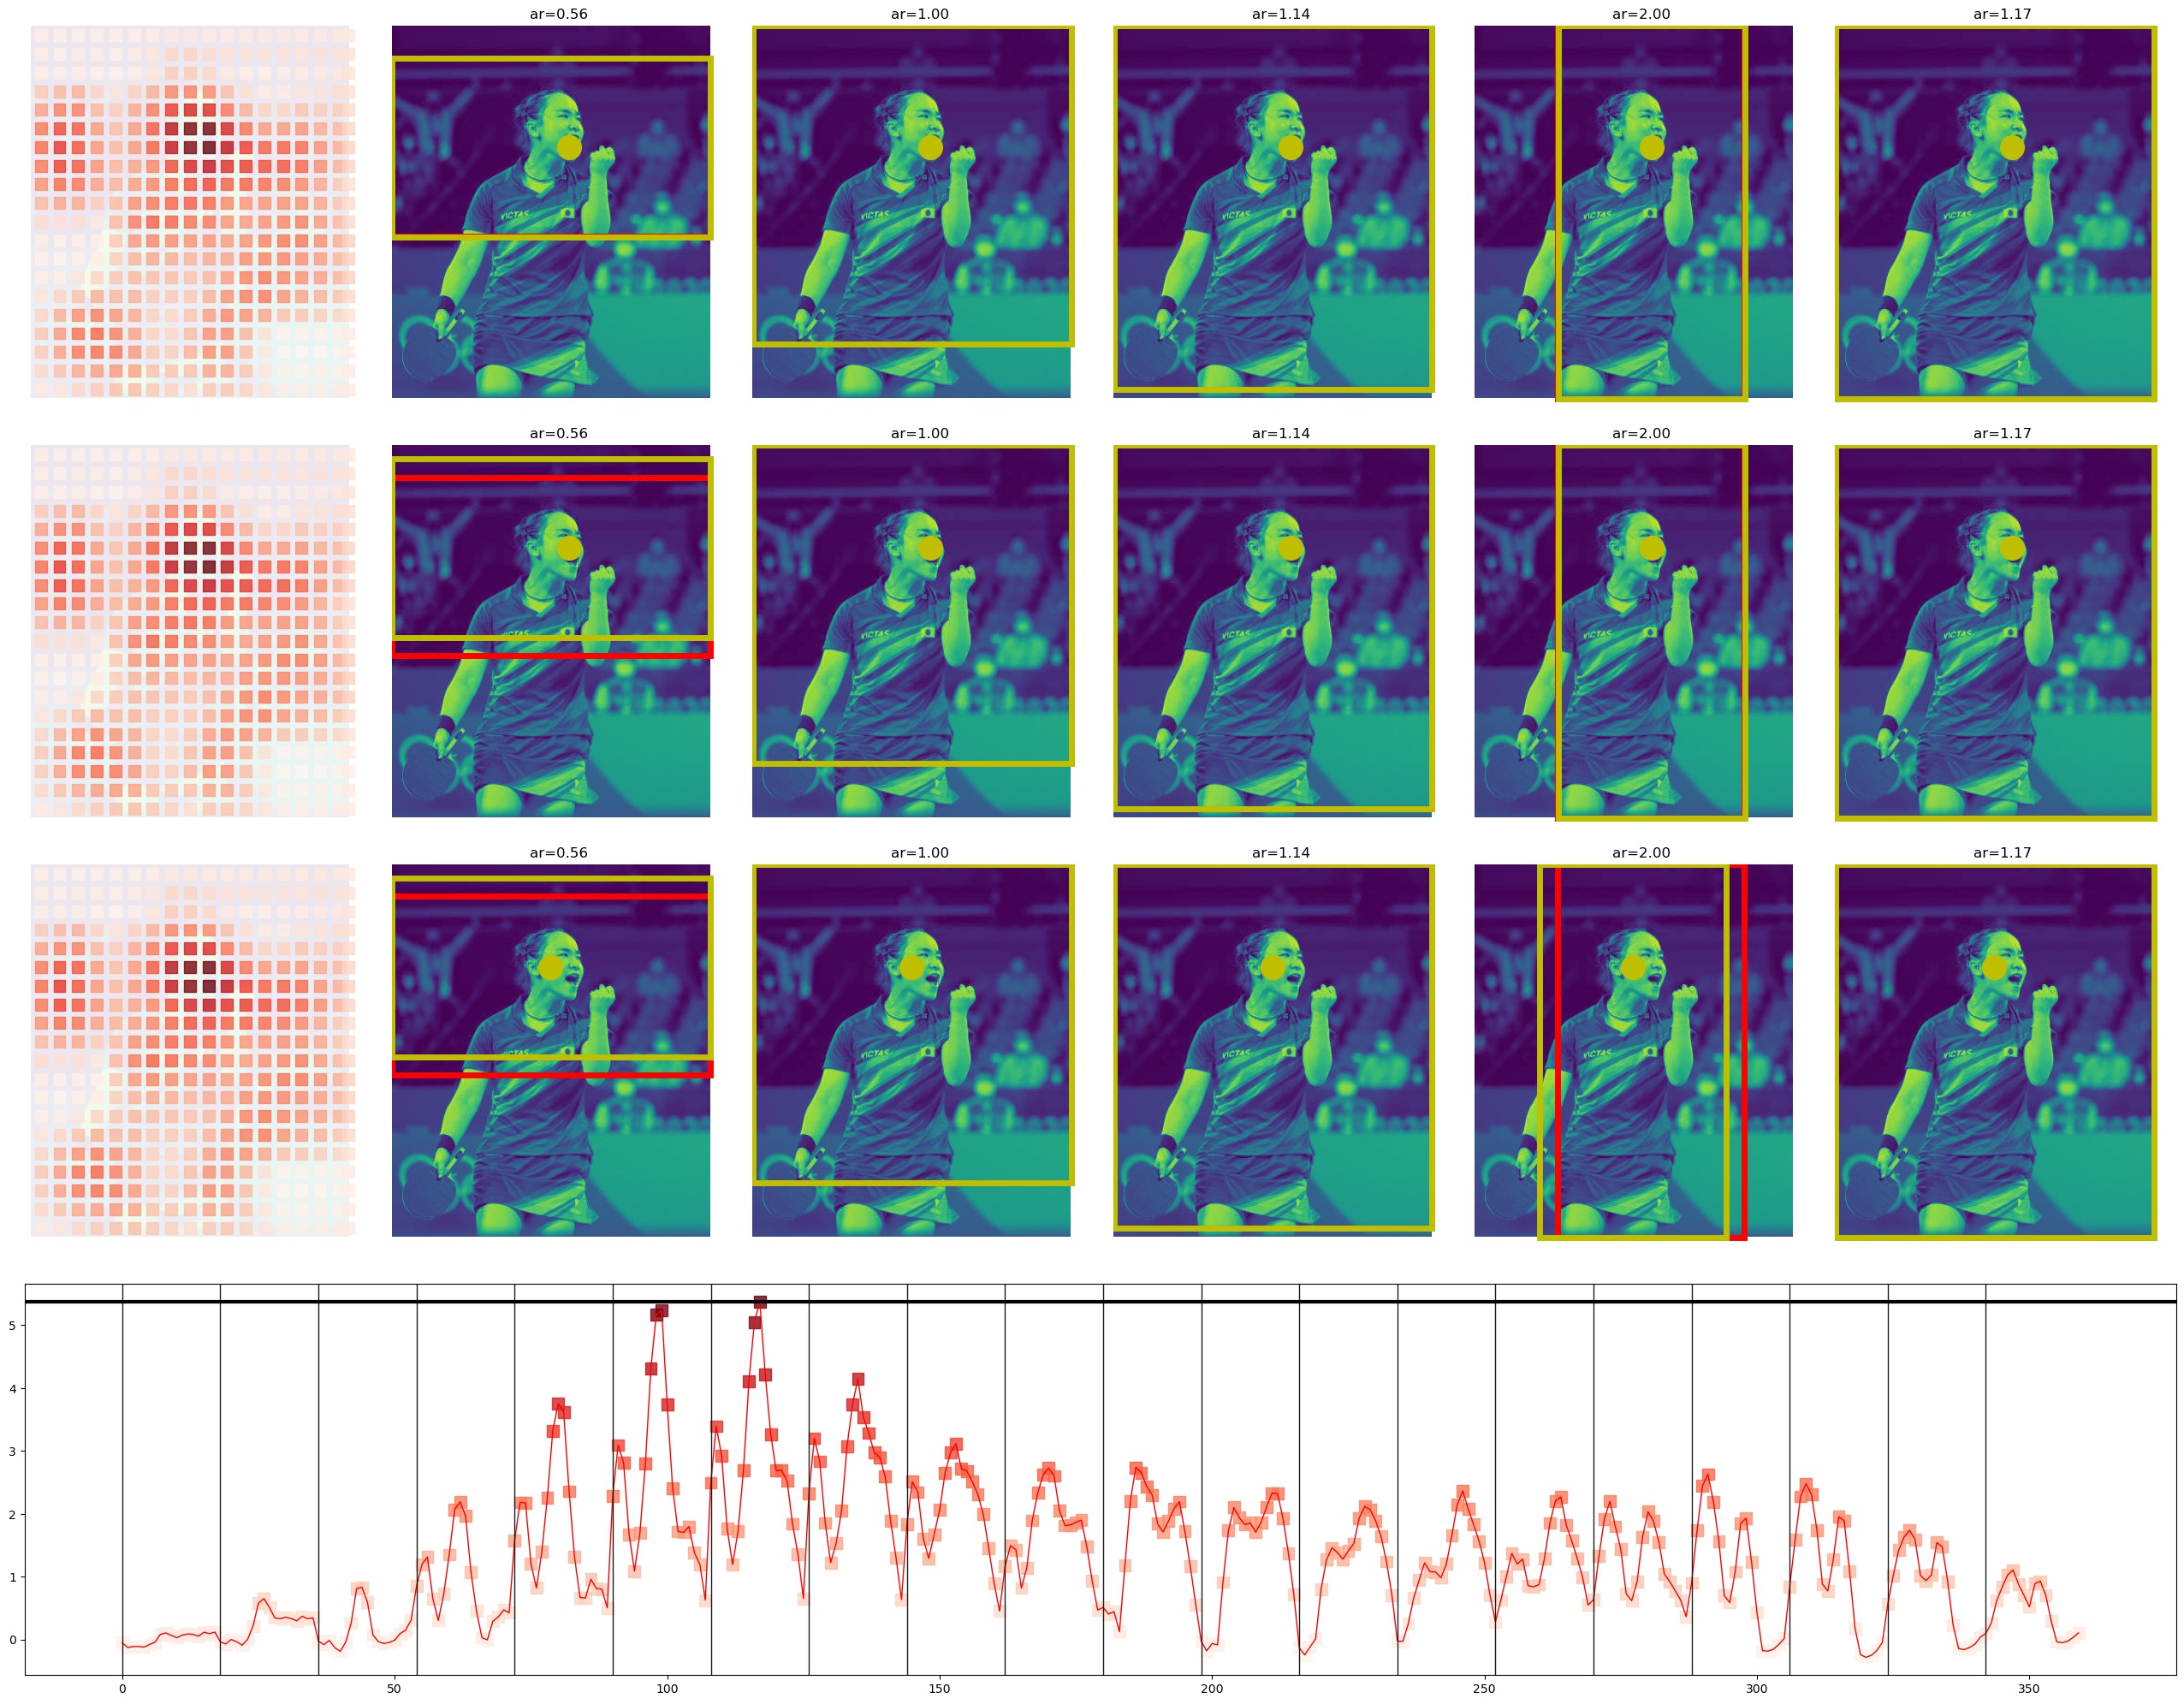 ar=0.56 ar=1.00 ar=1.14 ar=2.00 ar=1.17
VICTAS VICTAS VICTAS VICTAS VICTAS
ar=0.56 ar=1.00 ar=1.14 ar=2.00 ar=1.17
VICTAS VICTAS VICTAS VICTAS VICTAS
ar=0.56 ar=1.00 ar=1.14 ar=2.00 ar=1.17
VICTAS VICTAS VICTAS VICTAS VICTAS
5
4
3
2
1
0
0 50 100 150 200 250 300 350